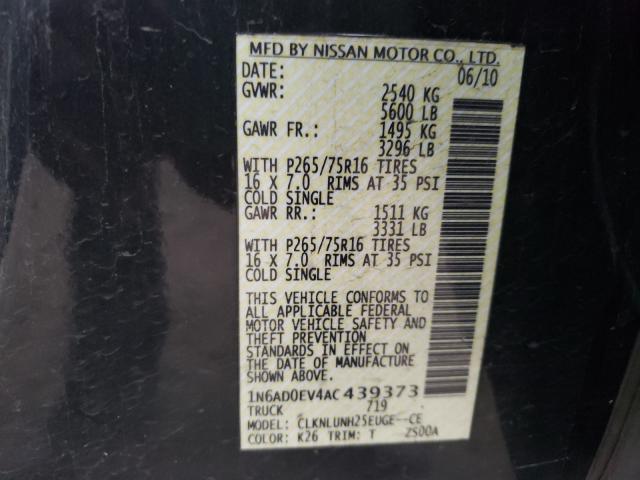 MFD BY NISSAN MOTOR CO., LTD.
DATE: 06/10
GVWR: 2540 KG
5600 LB
GAWR FR.: 1495 KG
3296 LB
WITH P265/75R16 TIRES
16 X 7.0 RIMS AT 35 PSI
COLD SINGLE
GAWR RR.: 1511 KG
3331 LB
WITH P265/75R16 TIRES
16 X 7.0 RIMS AT 35 PSI
COLD SINGLE
THIS VEHICLE CONFORMS TO
ALL APPLICABLE FEDERAL
MOTOR VEHICLE SAFETY AND
THEFT PREVENTION
STANDARDS IN EFFECT ON
THE DATE OF MANUFACTURE
SHOWN ABOVE.
1N6AD0EV4AC439373
TRUCK 719
MODEL: CLKNLUNH25EUGE--CE
COLOR: K26 TRIM: T ZS00A